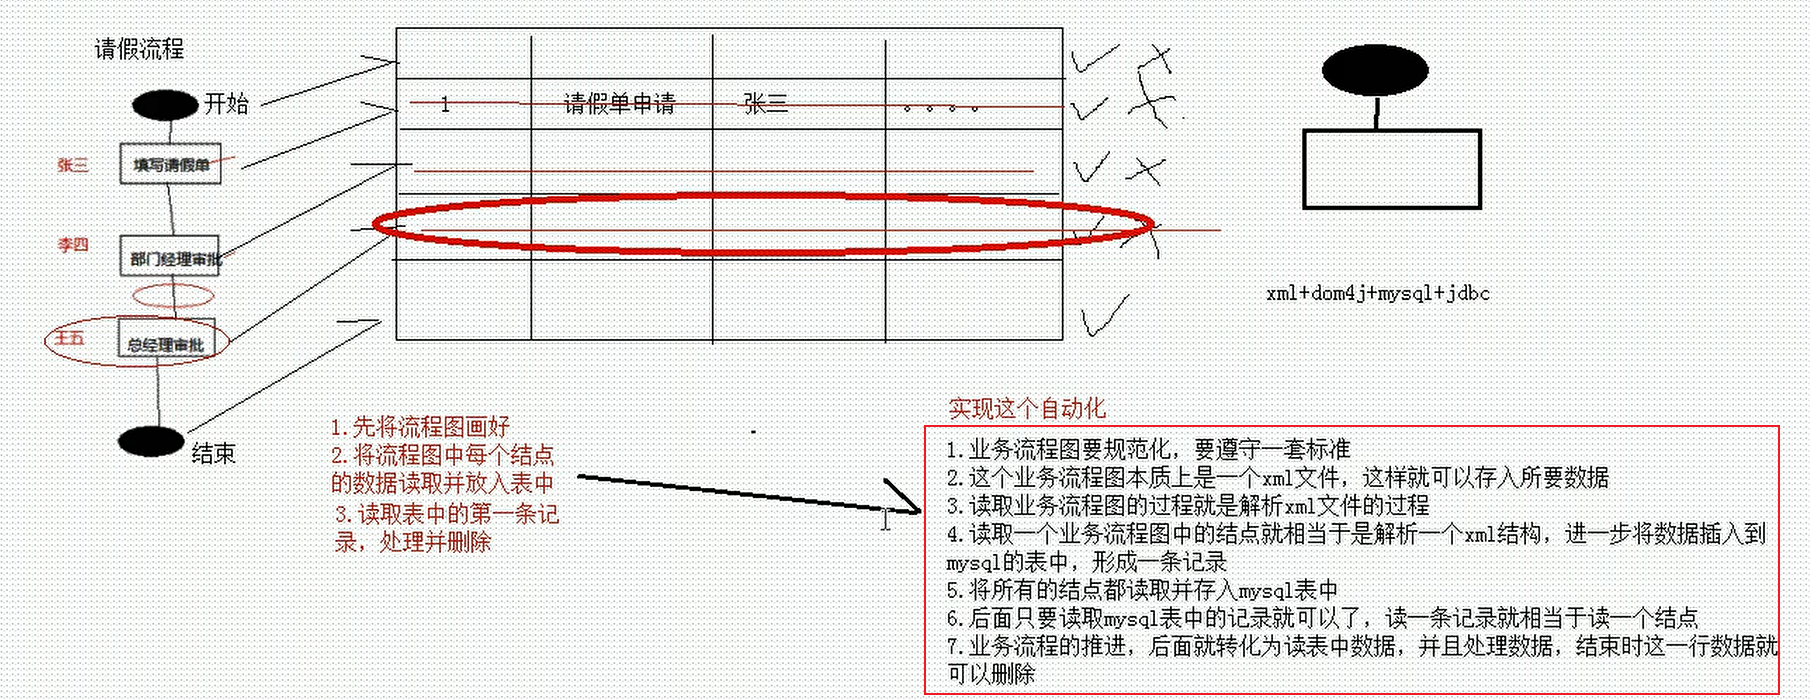 请假流程
开始
张三
填写请假单
李四
部门经理审批
王五
总经理审批
结束
1 请假单申请 张三 。。。。
xml+dom4j+mysql+jdbc
1.先将流程图画好
2.将流程图中每个结点
的数据读取并放入表中
3.读取表中的第一条记
录，处理并删除
实现这个自动化
1.业务流程图要规范化，要遵守一套标准
2.这个业务流程图本质上是一个xml文件，这样就可以存入所要数据
3.读取业务流程图的过程就是解析xml文件的过程
4.读取一个业务流程图中的结点就相当于是解析一个xml结构，进一步将数据插入到
mysql的表中，形成一条记录
5.将所有的结点都读取并存入mysql表中
6.后面只要读取mysql表中的记录就可以了，读一条记录就相当于读一个结点
7.业务流程的推进，后面就转化为读表中数据，并且处理数据，结束时这一行数据就
可以删除